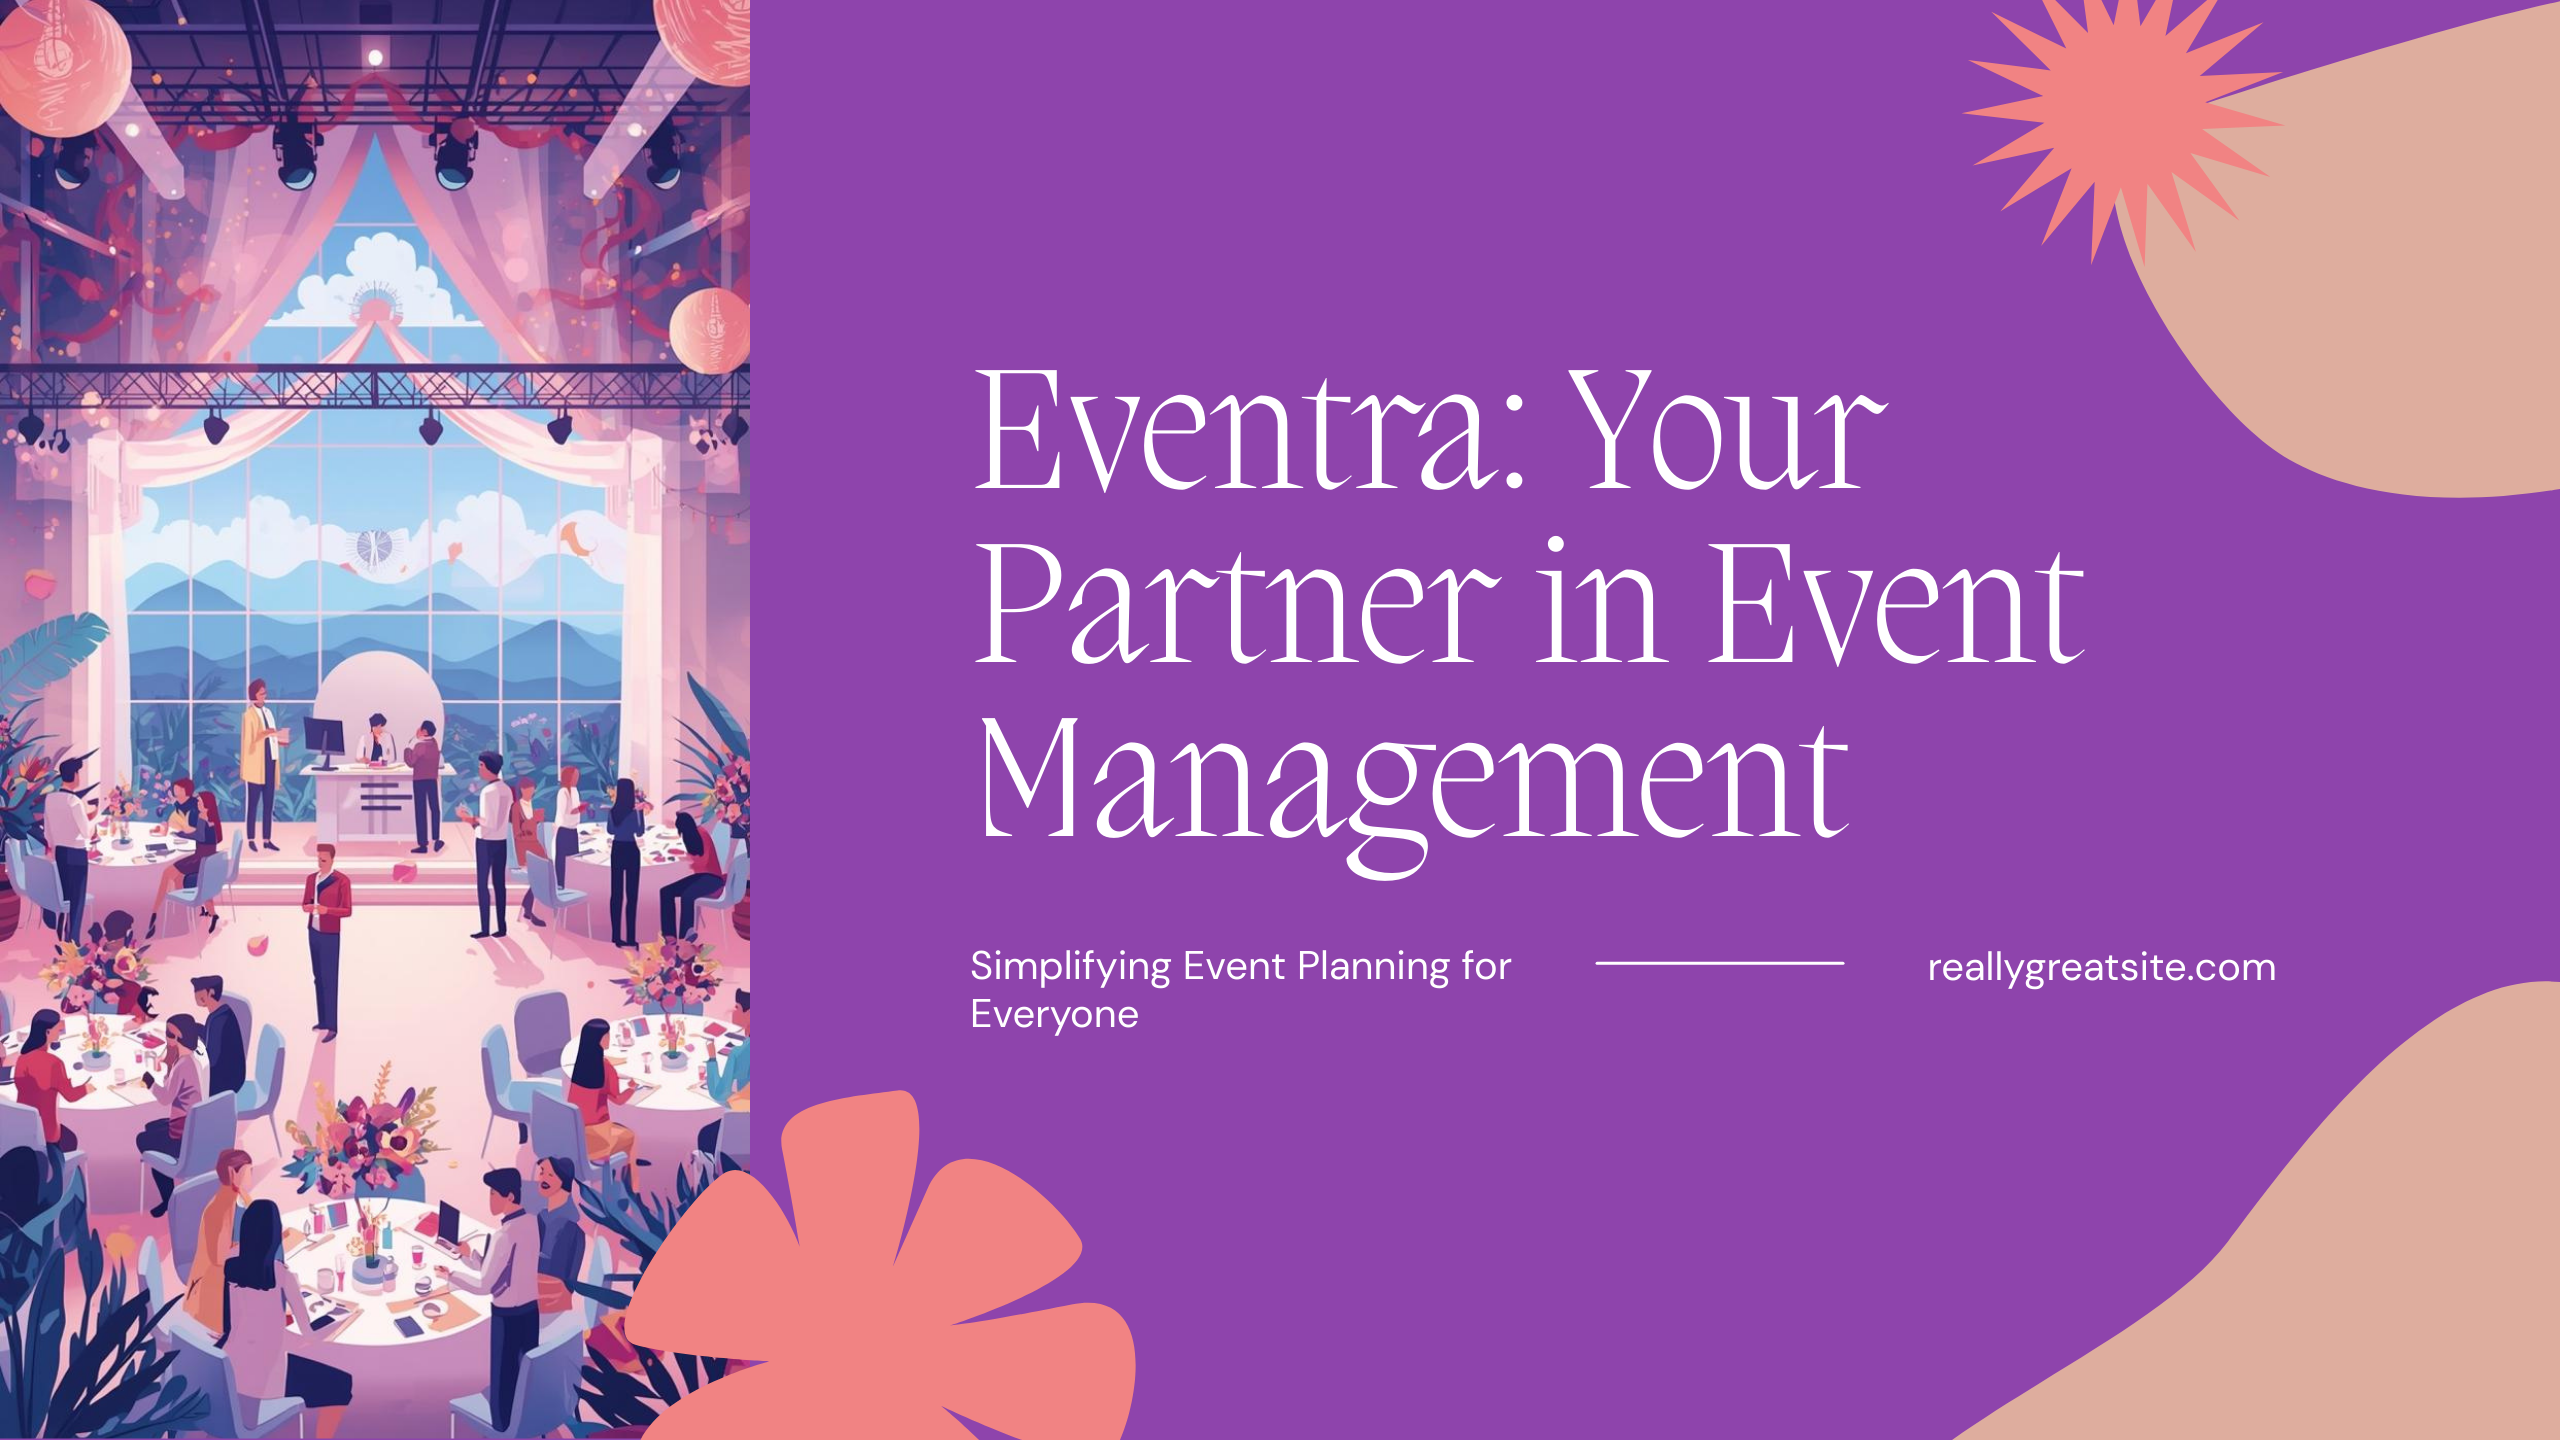 Eventra: Your
Partner in Event
Management
Simplifying Event Planning for
Everyone
reallygreatsite.com